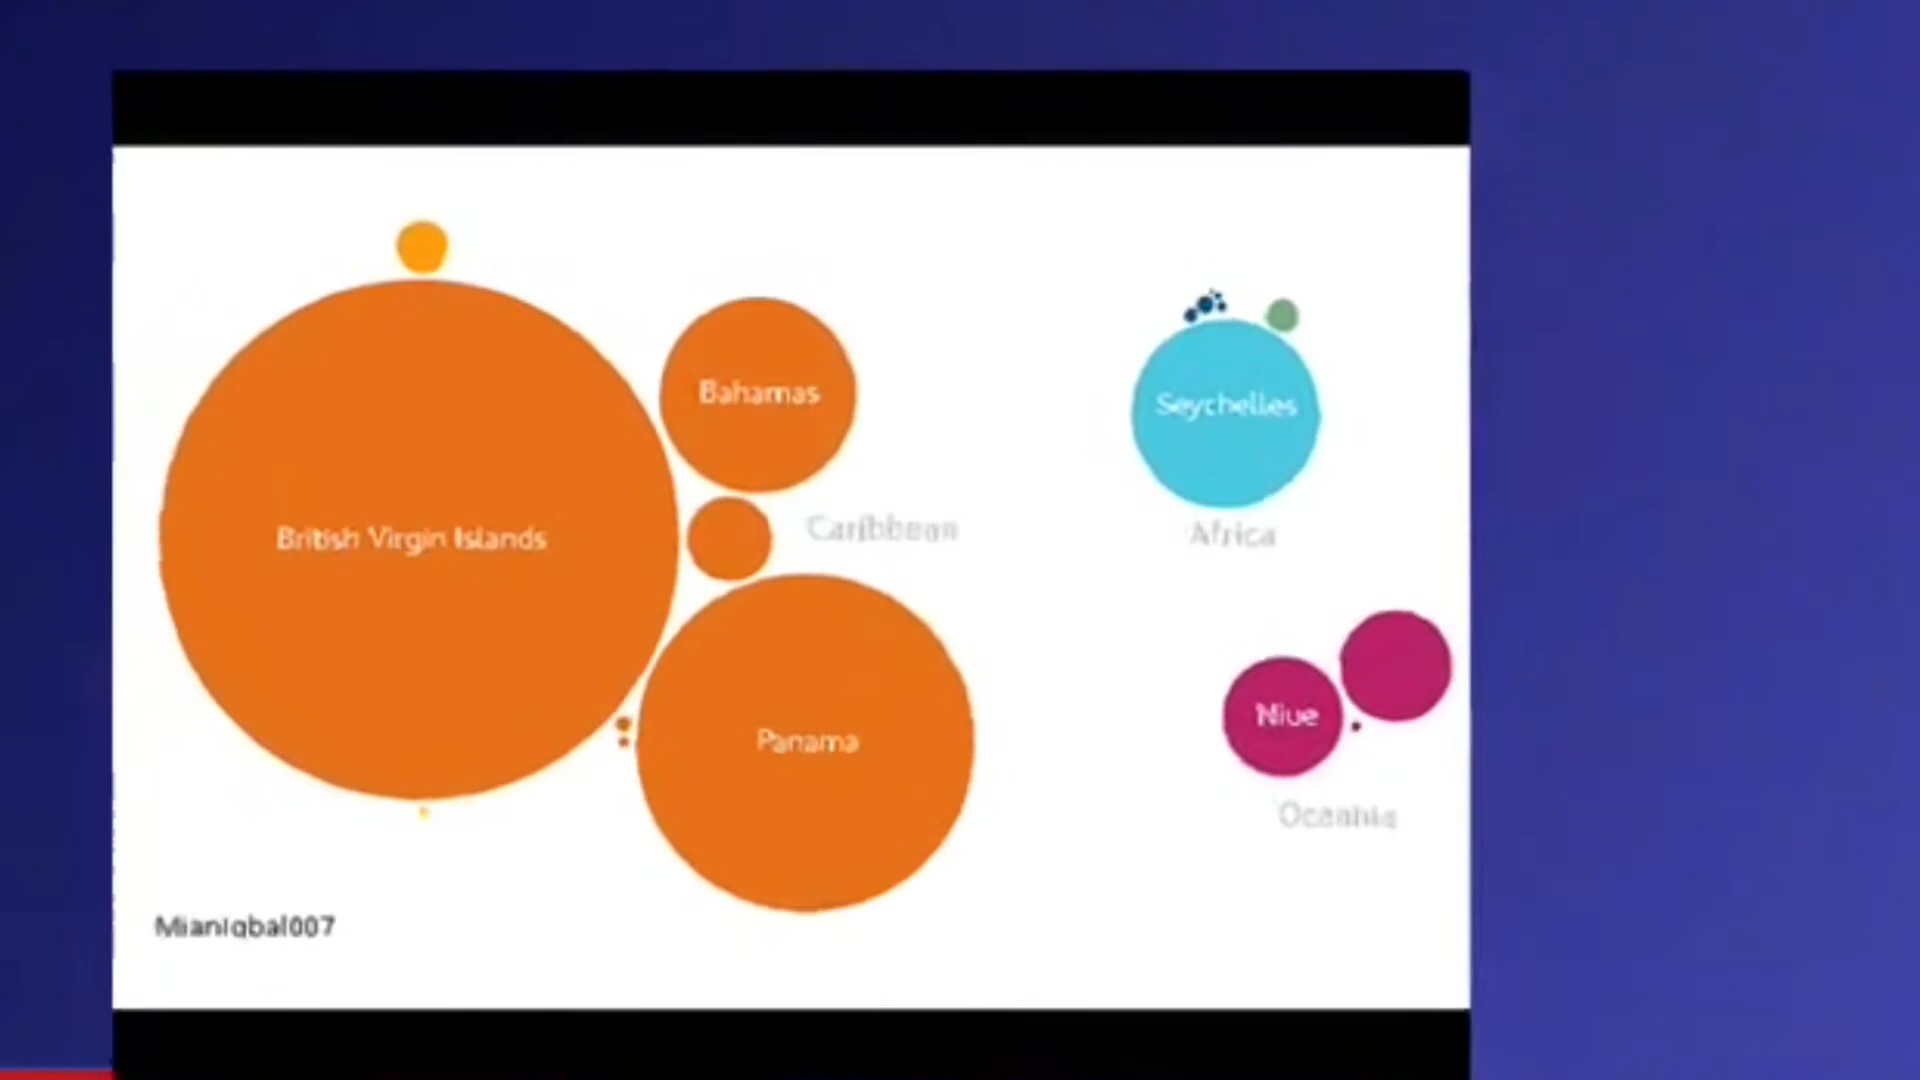 Bahamas
Seychelles
Caribbean
Africa
British Virgin Islands
Niue
Panama
Oceania
MianIqbal007